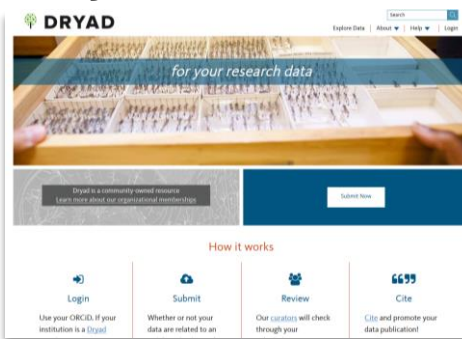 DRYAD
Search
Explore Data About Help Login
for your research data
Dryad is a community-owned resource
Learn more about our organizational memberships
Submit Now
How it works
Login
Submit
Review
Cite
Use your ORCiD. If your
institution is a Dryad
Whether or not your
data are related to an
Our curators will check
through your
Cite and promote your
data publication!